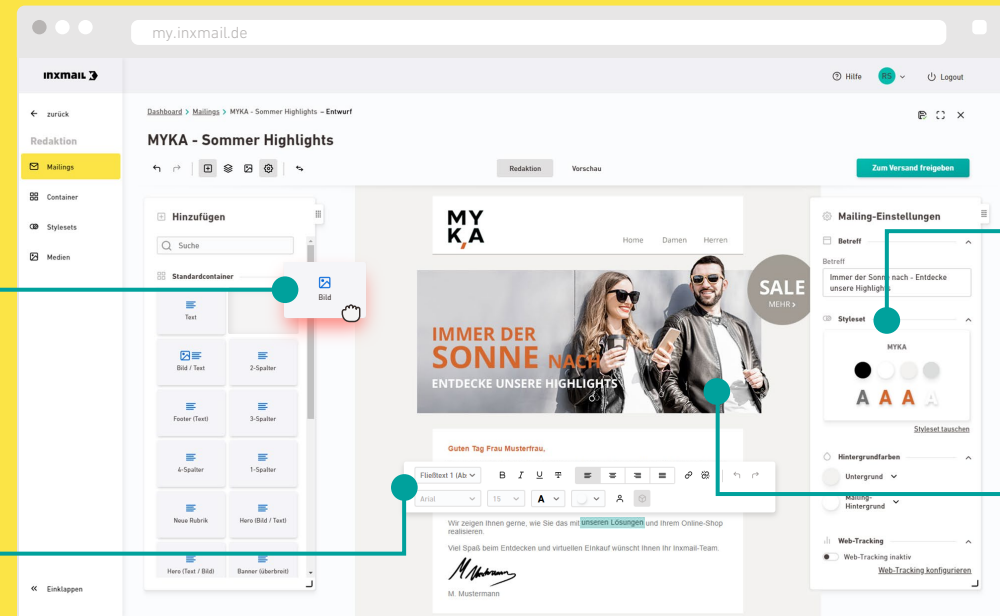 my.inxmail.de
inxmail
Hilfe
RS
Logout
zurück
Redaktion
Mailings
Container
Stylesets
Medien
Einklappen
Dashboard > Mailings > MYKA - Sommer Highlights - Entwurf
MYKA - Sommer Highlights
Redaktion
Vorschau
Zum Versand freigeben
Hinzufügen
Suche
Standardcontainer
Text
Bild
Bild / Text
2-Spalter
Footer (Text)
3-Spalter
4-Spalter
1-Spalter
Neue Rubrik
Hero (Bild / Text)
Hero (Text / Bild)
Banner (überbreit)
MY
K,A
Home Damen Herren
SALE
MEHR >
IMMER DER
SONNE NACH
ENTDECKE UNSERE HIGHLIGHTS
Guten Tag Frau Musterfrau,
Fließtext 1 (Ab
B I U T
Arial
15
A
Wir zeigen Ihnen gerne, wie Sie das mit unseren Lösungen und Ihrem Online-Shop
realisieren.
Viel Spaß beim Entdecken und virtuellen Einkauf wünscht Ihnen Ihr Inxmail-Team.
M. Mustermann
Mailing-Einstellungen
Betreff
Betreff
Immer der Sonne nach - Entdecke
unsere Highlights
Styleset
MYKA
A A A A
Styleset tauschen
Hintergrundfarben
Untergrund
Mailing-
Hintergrund
Web-Tracking
Web-Tracking inaktiv
Web-Tracking konfigurieren